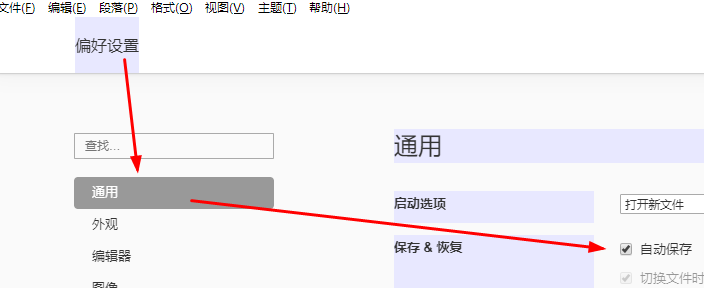 文件(F) 编辑(E) 段落(P) 格式(O) 视图(V) 主题(T) 帮助(H)
偏好设置
查找...
通用
外观
编辑器
图像
通用
启动选项
打开新文件
保存 & 恢复
自动保存
切换文件时